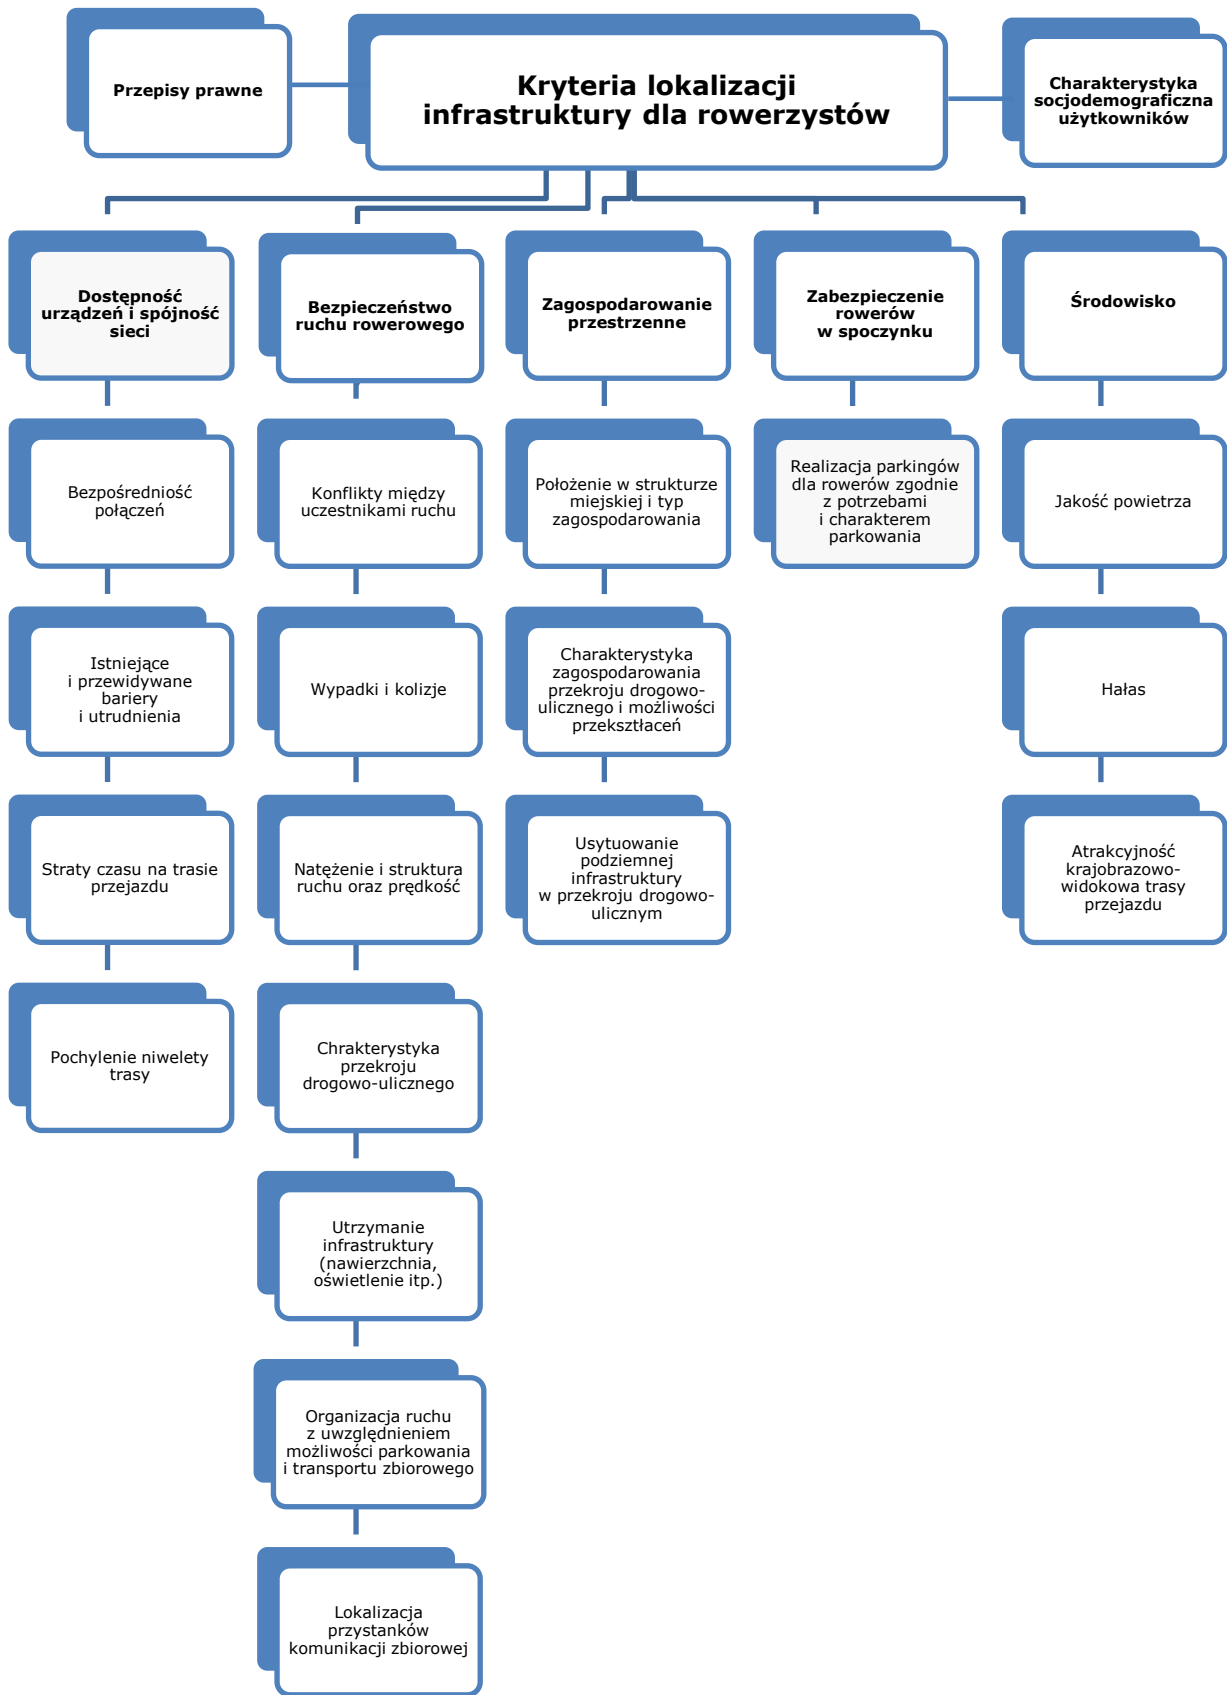 Przepisy prawne
Kryteria lokalizacji
infrastruktury dla rowerzystów
Charakterystyka
socjodemograficzna
użytkowników
Dostępność
urządzeń i spójność
sieci
Bezpieczeństwo
ruchu rowerowego
Zagospodarowanie
przestrzenne
Zabezpieczenie
rowerów
w spoczynku
Środowisko
Bezpośredniość
połączeń
Konflikty między
uczestnikami ruchu
Położenie w strukturze
miejskiej i typ
zagospodarowania
Realizacja parkingów
dla rowerów zgodnie
z potrzebami
i charakterem
parkowania
Jakość powietrza
Istniejące
i przewidywane
bariery
i utrudnienia
Wypadki i kolizje
Charakterystyka
zagospodarowania
przekroju drogowo-
ulicznego i możliwości
przekształceń
Hałas
Straty czasu na trasie
przejazdu
Natężenie i struktura
ruchu oraz prędkość
Usytuowanie
podziemnej
infrastruktury
w przekroju drogowo-
ulicznym
Atrakcyjność
krajobrazowo-
widokowa trasy
przejazdu
Pochylenie niwelety
trasy
Chrakterystyka
przekroju
drogowo-ulicznego
Utrzymanie
infrastruktury
(nawierzchnia,
oświetlenie itp.)
Organizacja ruchu
z uwzględnieniem
możliwości parkowania
i transportu zbiorowego
Lokalizacja
przystanków
komunikacji zbiorowej